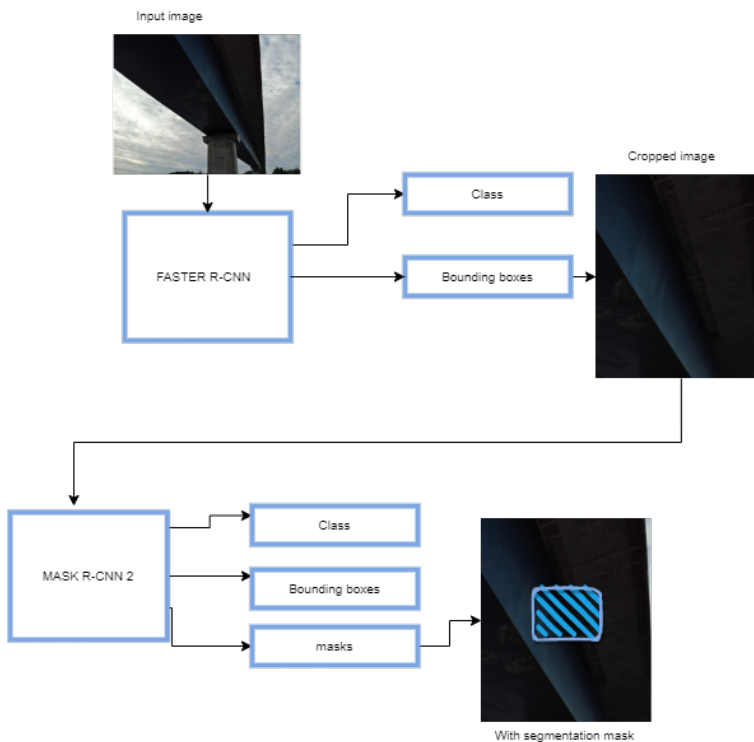 Input image
Cropped image
Class
FASTER R-CNN
Bounding boxes
Class
MASK R-CNN 2
Bounding boxes
masks
With segmentation mask